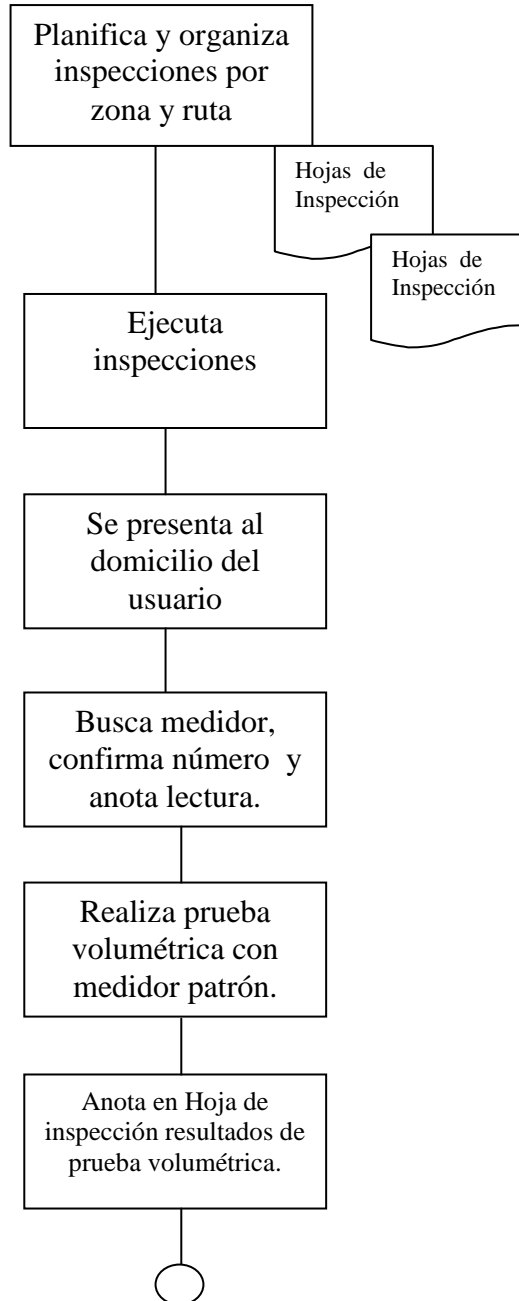 Planifica y organiza
inspecciones por
zona y ruta
Hojas de
Inspección
Hojas de
Inspección
Ejecuta
inspecciones
Se presenta al
domicilio del
usuario
Busca medidor,
confirma número y
anota lectura.
Realiza prueba
volumétrica con
medidor patrón.
Anota en Hoja de
inspección resultados de
prueba volumétrica.